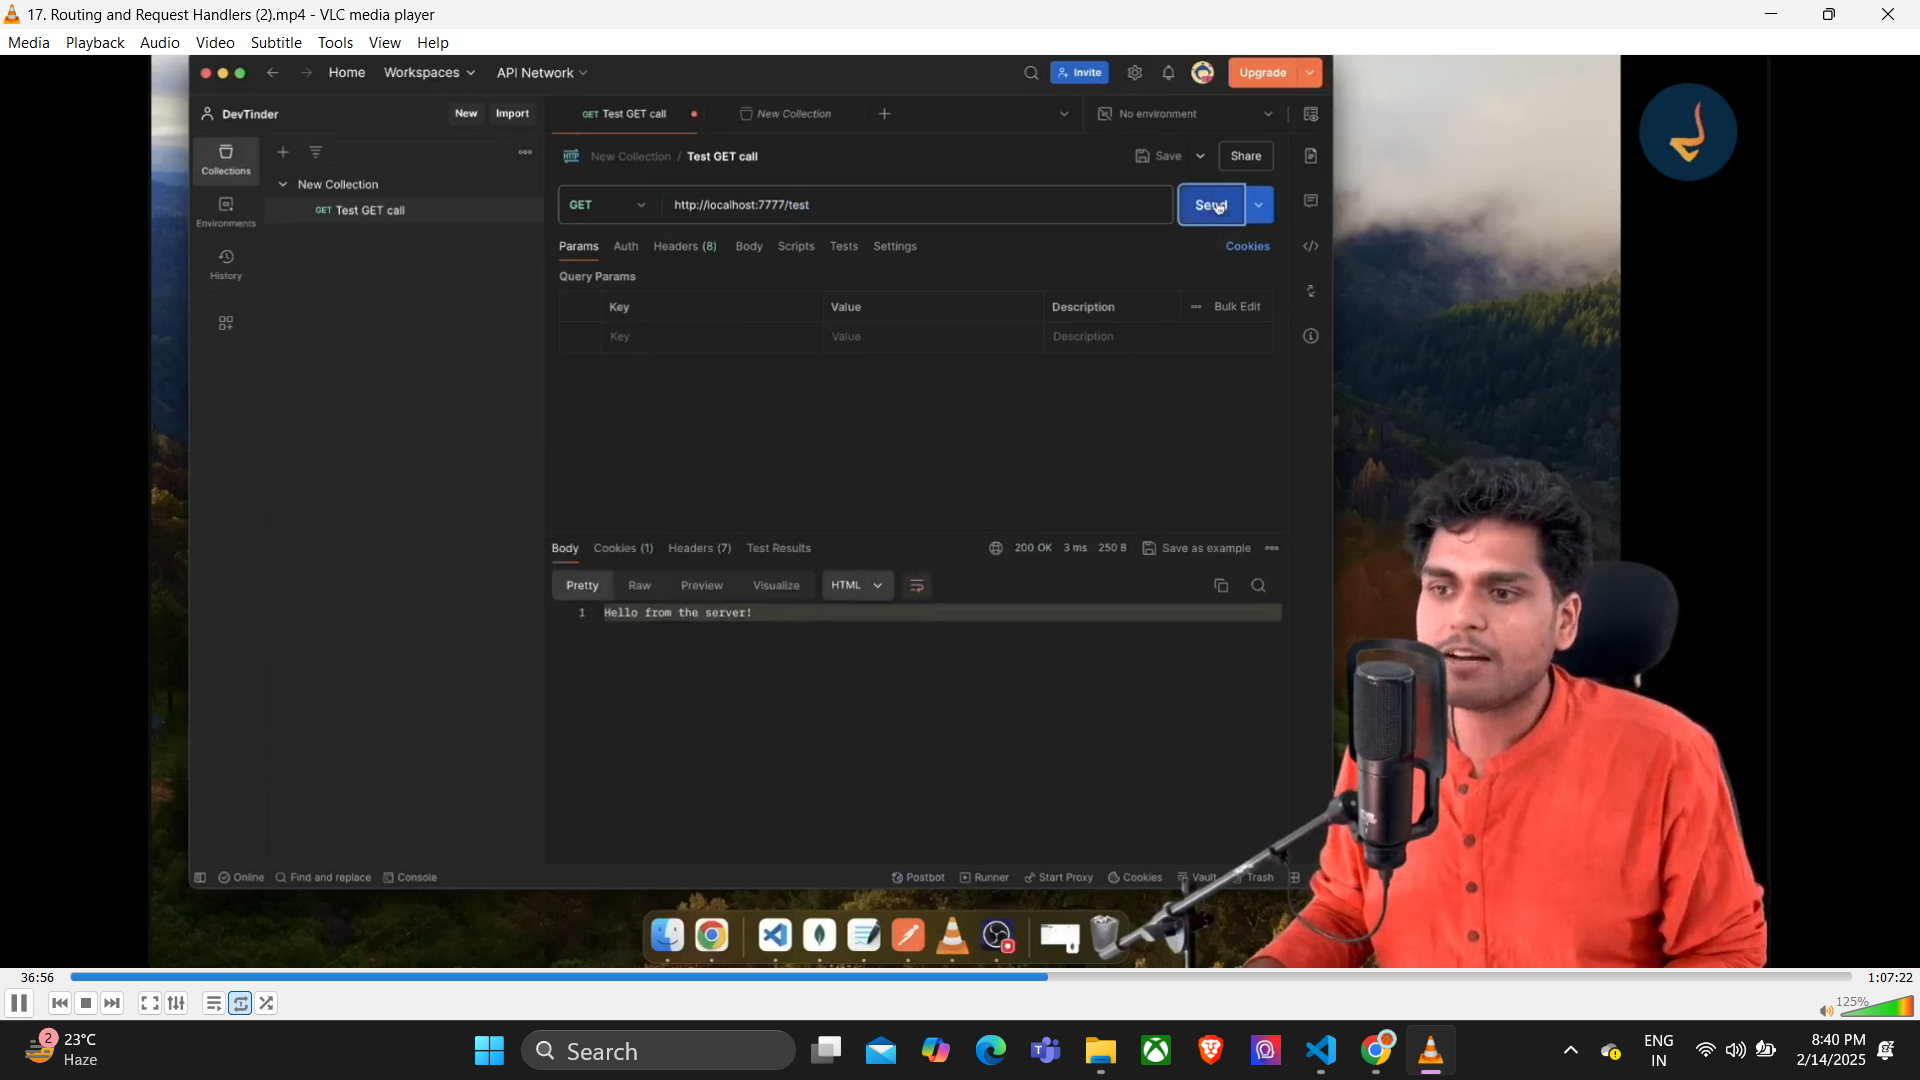 17. Routing and Request Handlers (2).mp4 - VLC media player
Media Playback Audio Video Subtitle Tools View Help
Home Workspaces API Network Invite Upgrade
DevTinder New Import GET Test GET call New Collection No environment
Collections
Environments
History
New Collection
GET Test GET call
HTTP New Collection / Test GET call Save Share
GET http://localhost:7777/test Send
Params Auth Headers (8) Body Scripts Tests Settings Cookies
Query Params
Key Value Description Bulk Edit
Key Value Description
Body Cookies (1) Headers (7) Test Results 200 OK 3 ms 250 B Save as example
Pretty Raw Preview Visualize HTML
1 Hello from the server!
Online Find and replace Console Postbot Runner Start Proxy Cookies Vault Trash
36:56 1:07:22
125%
2 23°C
Haze
Search
ENG
IN
8:40 PM
2/14/2025